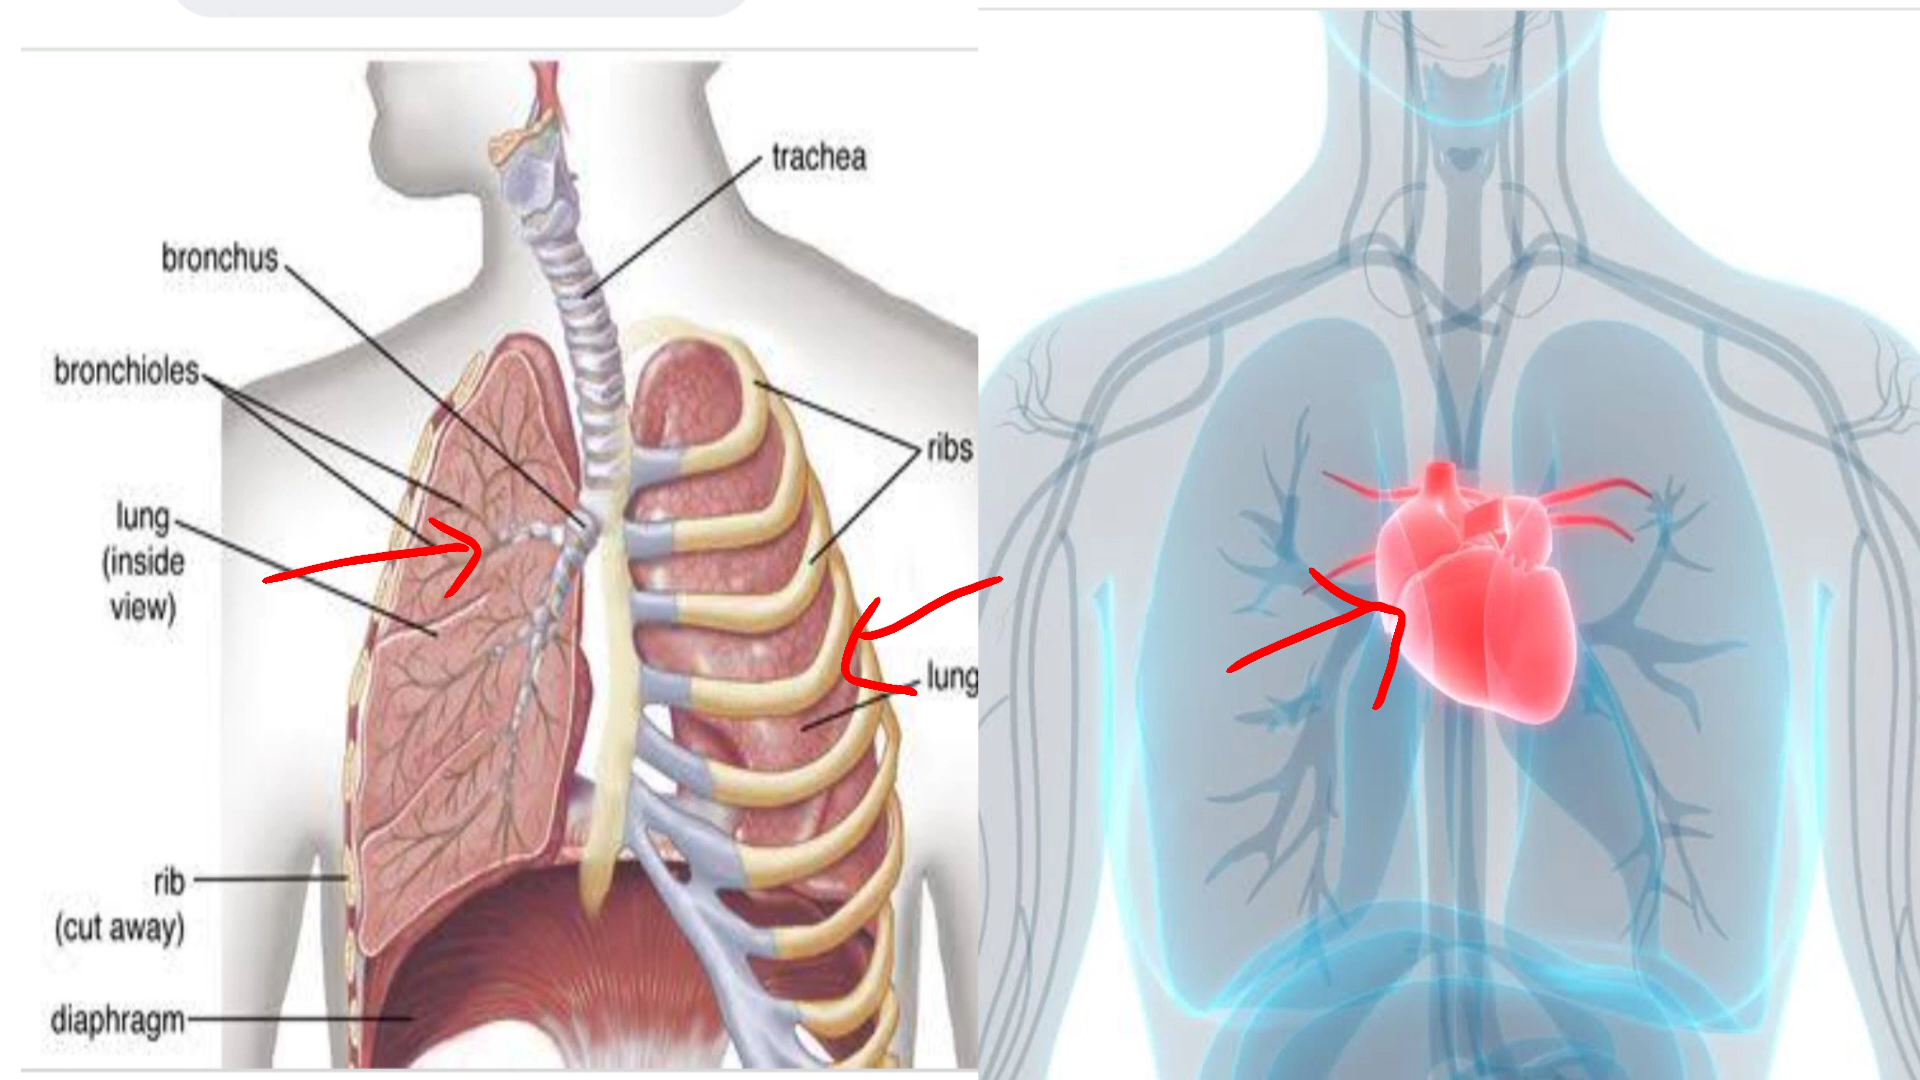 trachea
bronchus
bronchioles
ribs
lung
(inside
view)
lung
rib
(cut away)
diaphragm